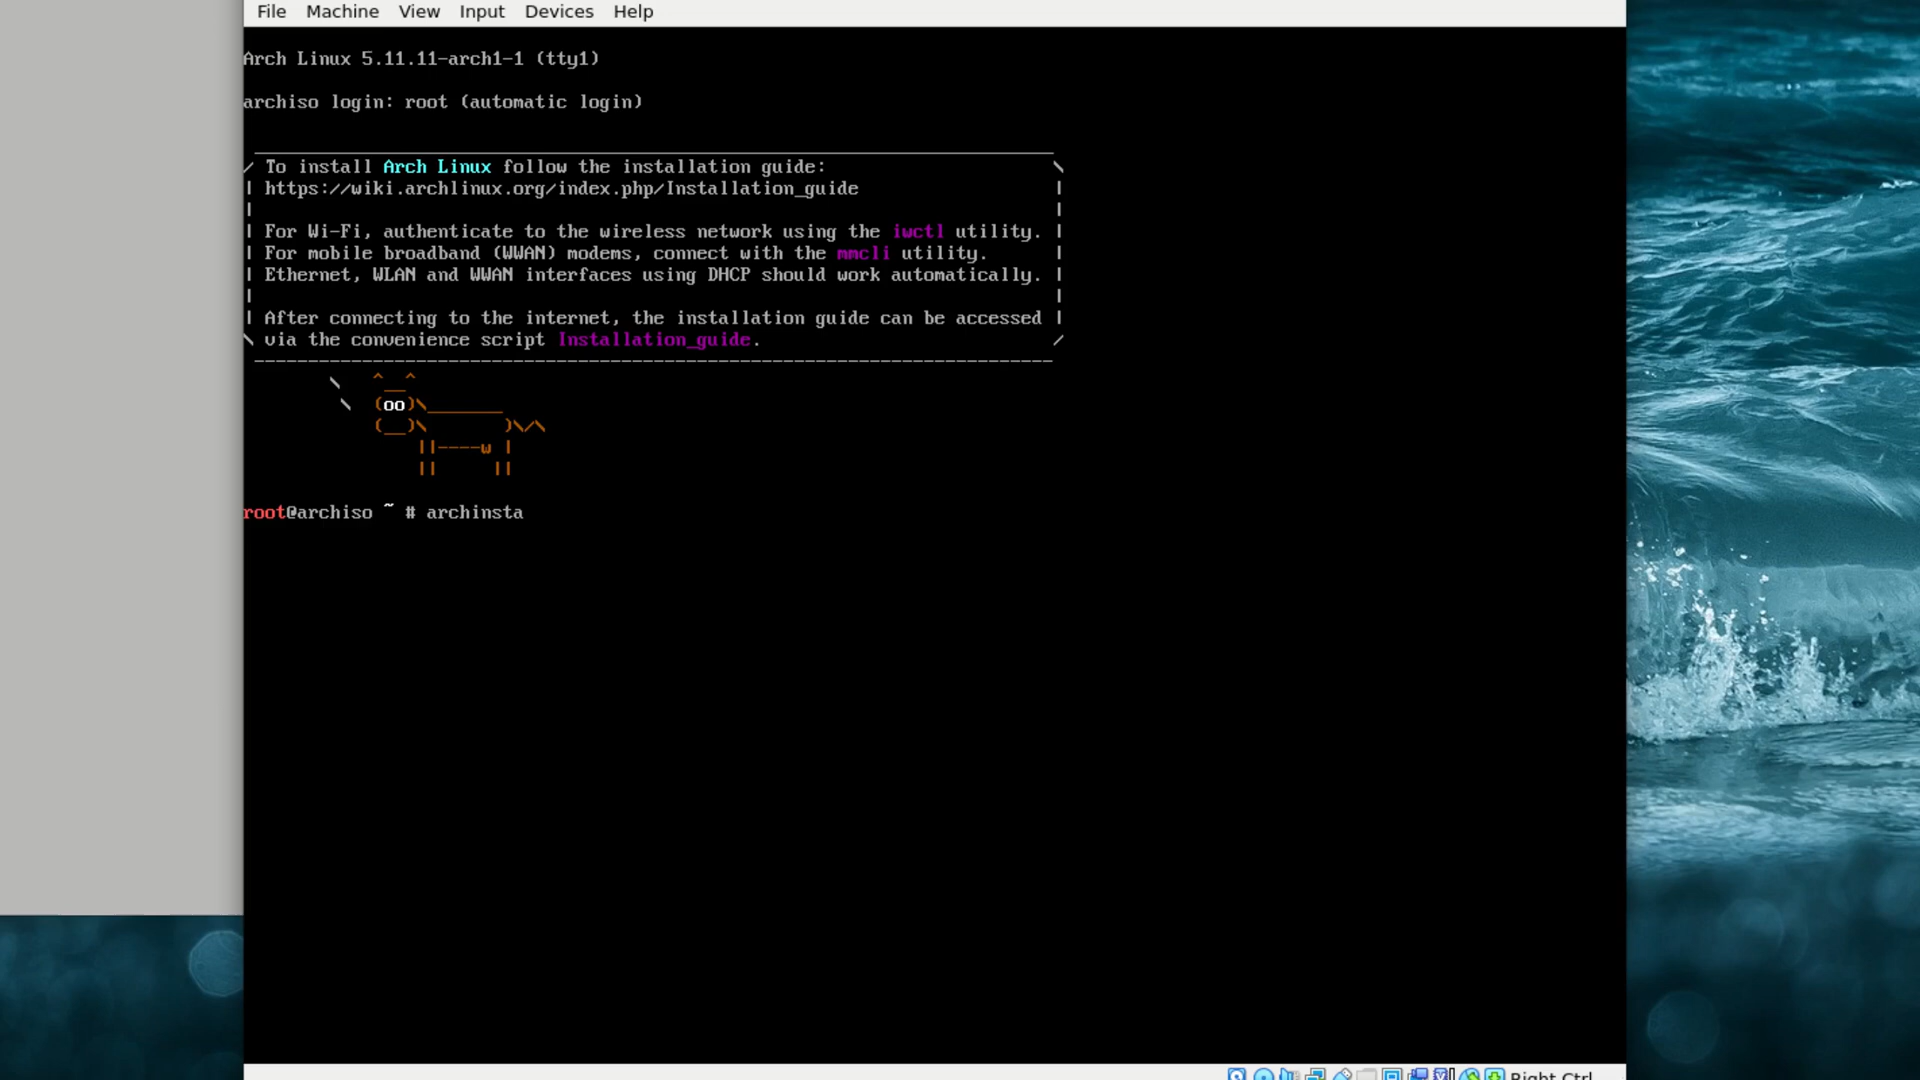 File Machine View Input Devices Help
Arch Linux 5.11.11-arch1-1 (tty1)
archiso login: root (automatic login)
To install Arch Linux follow the installation guide:
https://wiki.archlinux.org/index.php/Installation_guide
For Wi-Fi, authenticate to the wireless network using the iwctl utility.
For mobile broadband (WWAN) modems, connect with the mmcli utility.
Ethernet, WLAN and WWAN interfaces using DHCP should work automatically.
After connecting to the internet, the installation guide can be accessed
via the convenience script Installation_guide.
root@archiso ~ # archinsta
Right Ctrl